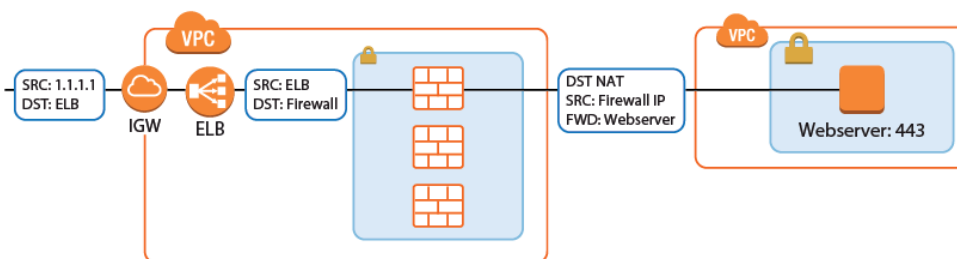 VPC
VPC
SRC: 1.1.1.1
DST: ELB
IGW
ELB
SRC: ELB
DST: Firewall
DST NAT
SRC: Firewall IP
FWD: Webserver
Webserver: 443